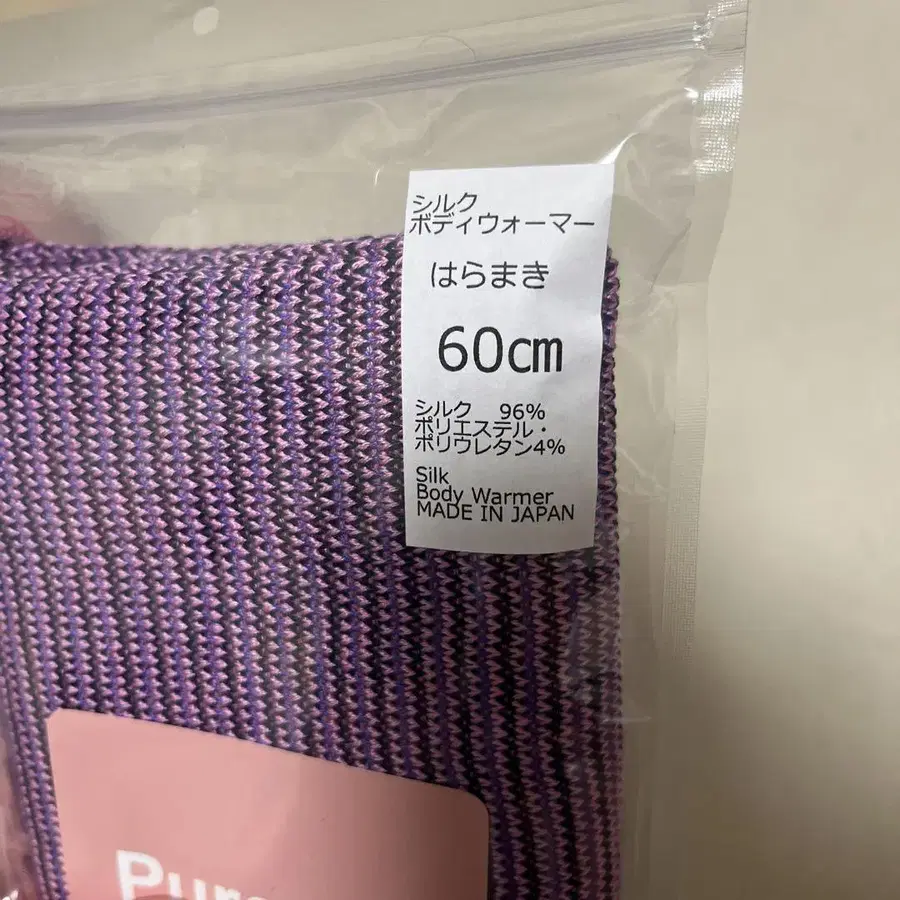 シルク
ボディウォーマー
はらまき
60cm
シルク 96%
ポリエステル・
ポリウレタン4%
Silk
Body Warmer
MADE IN JAPAN